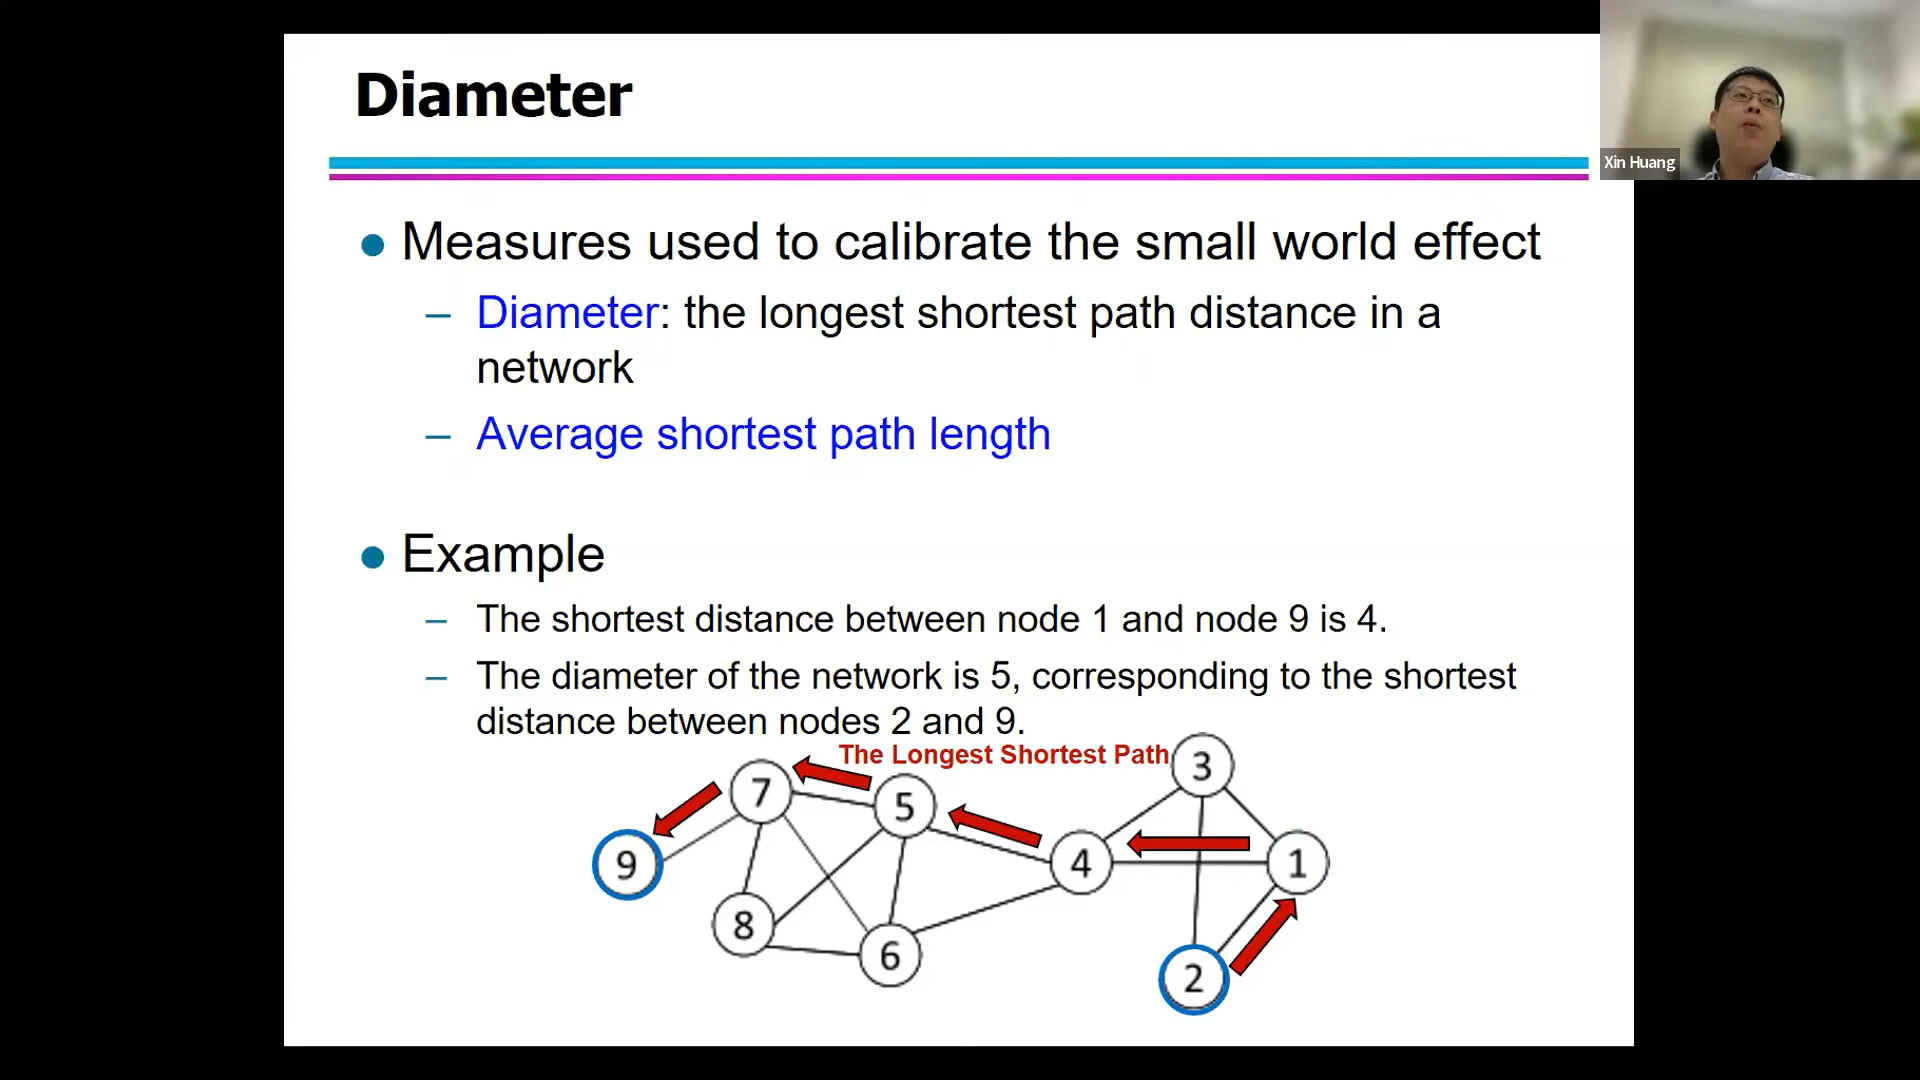 Diameter
Xin Huang
● Measures used to calibrate the small world effect
– Diameter: the longest shortest path distance in a
network
– Average shortest path length
● Example
– The shortest distance between node 1 and node 9 is 4.
– The diameter of the network is 5, corresponding to the shortest
distance between nodes 2 and 9.
The Longest Shortest Path
3
7
5
9
4
1
8
6
2